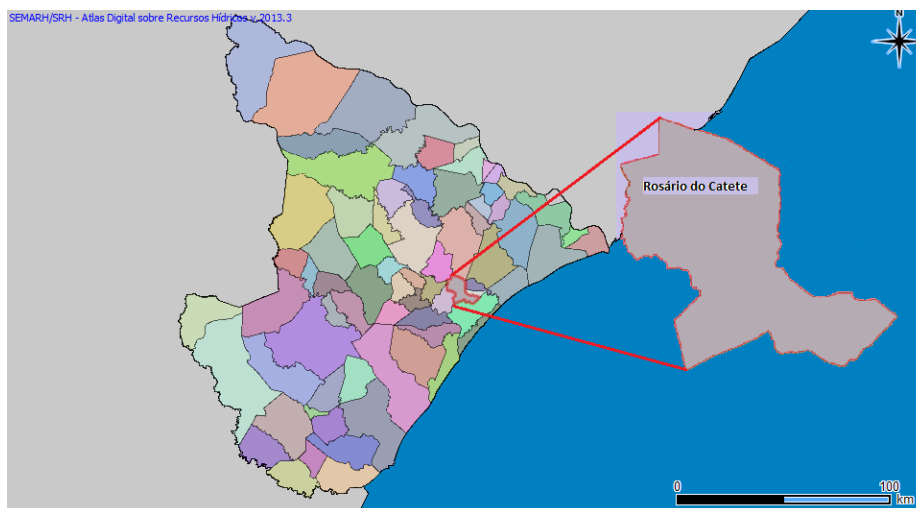 SEMARH/SRH - Atlas Digital sobre Recursos Hídricos v.2013.3
Rosário do Catete
0 100
km